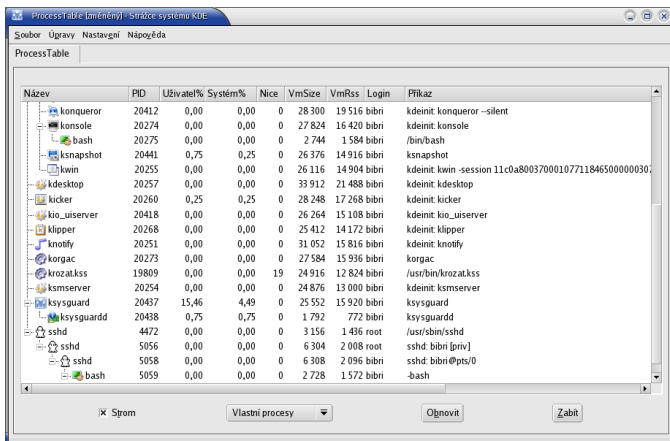 ProcessTable [změněný] - Strážce systému KDE
Soubor Úpravy Nastavení Nápověda
ProcessTable
Název PID Uživatel% Systém% Nice VmSize VmRss Login Příkaz
konqueror 20412 0,00 0,00 0 28 300 19 516 bibri kdeinit: konqueror --silent
konsole 20274 0,00 0,00 0 27 824 16 420 bibri kdeinit: konsole
bash 20275 0,00 0,00 0 2 744 1 584 bibri /bin/bash
ksnapshot 20441 0,75 0,25 0 26 376 14 916 bibri ksnapshot
kwin 20255 0,00 0,00 0 26 116 14 904 bibri kdeinit: kwin -session
kdesktop 20257 0,00 0,00 0 33 912 21 488 bibri kdeinit: kdesktop
kicker 20260 0,25 0,25 0 28 248 17 268 bibri kdeinit: kicker
kio_uiserver 20418 0,00 0,00 0 26 264 15 108 bibri kdeinit: kio_uiserver
klipper 20268 0,00 0,00 0 25 412 14 172 bibri kdeinit: klipper
knotify 20251 0,00 0,00 0 31 052 15 816 bibri kdeinit: knotify
korgac 20273 0,00 0,00 0 27 584 15 936 bibri korgac
krozat.kss 19809 0,00 0,00 19 24 916 12 824 bibri /usr/bin/krozat.kss
ksmserver 20254 0,00 0,00 0 24 876 13 000 bibri kdeinit: ksmserver
ksysguard 20437 15,46 4,49 0 25 552 15 920 bibri ksysguard
ksysguardd 20438 0,75 0,75 0 1 792 772 bibri ksysguardd
sshd 4472 0,00 0,00 0 3 156 1 436 root /usr/sbin/sshd
sshd 5056 0,00 0,00 0 6 304 2 008 root sshd: bibri [priv]
sshd 5058 0,00 0,00 0 6 308 2 096 bibri sshd: bibri@pts/0
bash 5059 0,00 0,00 0 2 728 1 572 bibri -bash
Strom Vlastní procesy Obnovit Zabít